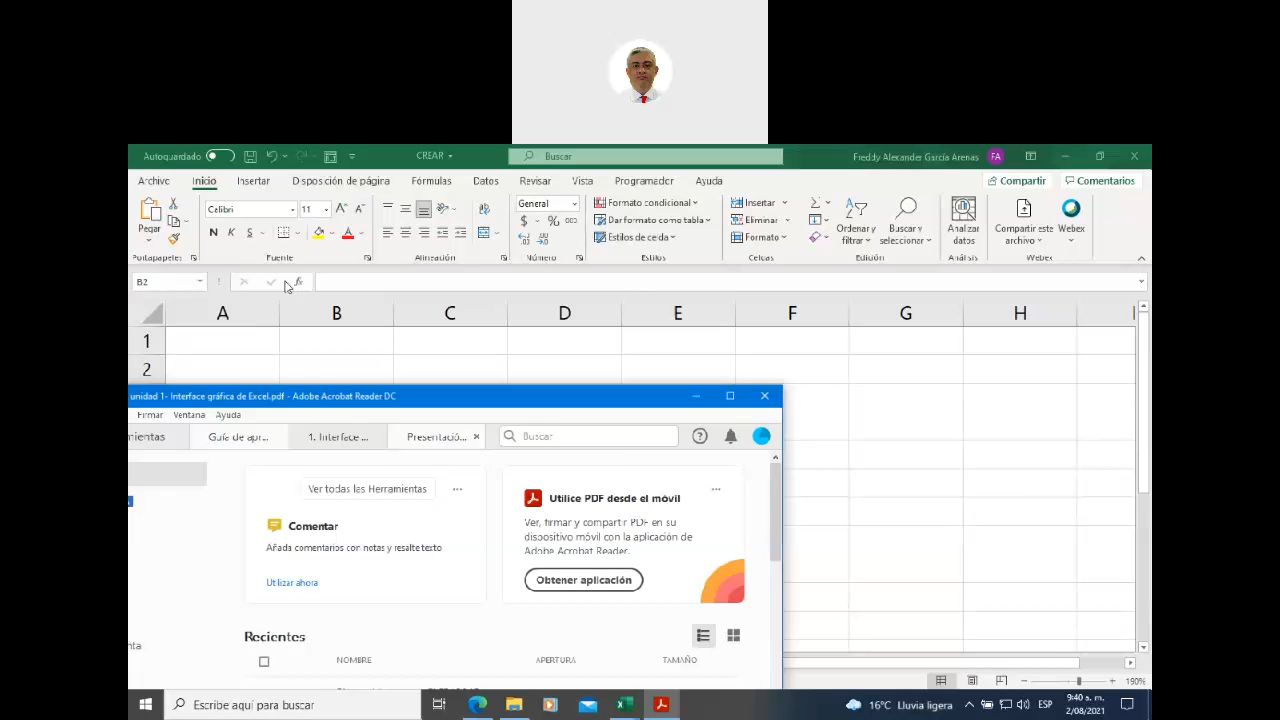 Autoguardado CREAR Buscar Freddy Alexander García Arenas FA
Archivo Inicio Insertar Disposición de página Fórmulas Datos Revisar Vista Programador Ayuda Compartir Comentarios
Pegar Calibri 11 General Formato condicional Insertar Ordenar y filtrar Buscar y seleccionar Analizar datos Compartir este archivo Webex
N K S $ % 000 Dar formato como tabla Eliminar
Estilos de celda Formato
Portapapeles Fuente Alineación Número Estilos Celdas Edición Análisis Webex
B2 fx
A B C D E F G H I
1
2
unidad 1- Interface gráfica de Excel.pdf - Adobe Acrobat Reader DC
Firmar Ventana Ayuda
mientas Guía de apr... 1. Interface ... Presentació... Buscar
Ver todas las Herramientas
Comentar
Añada comentarios con notas y resalte texto
Utilizar ahora
Utilice PDF desde el móvil
Ver, firmar y compartir PDF en su
dispositivo móvil con la aplicación de
Adobe Acrobat Reader.
Obtener aplicación
nta
Recientes
NOMBRE APERTURA TAMAÑO
190%
Escribe aquí para buscar 16°C Lluvia ligera ESP 9:40 a. m.
2/08/2021